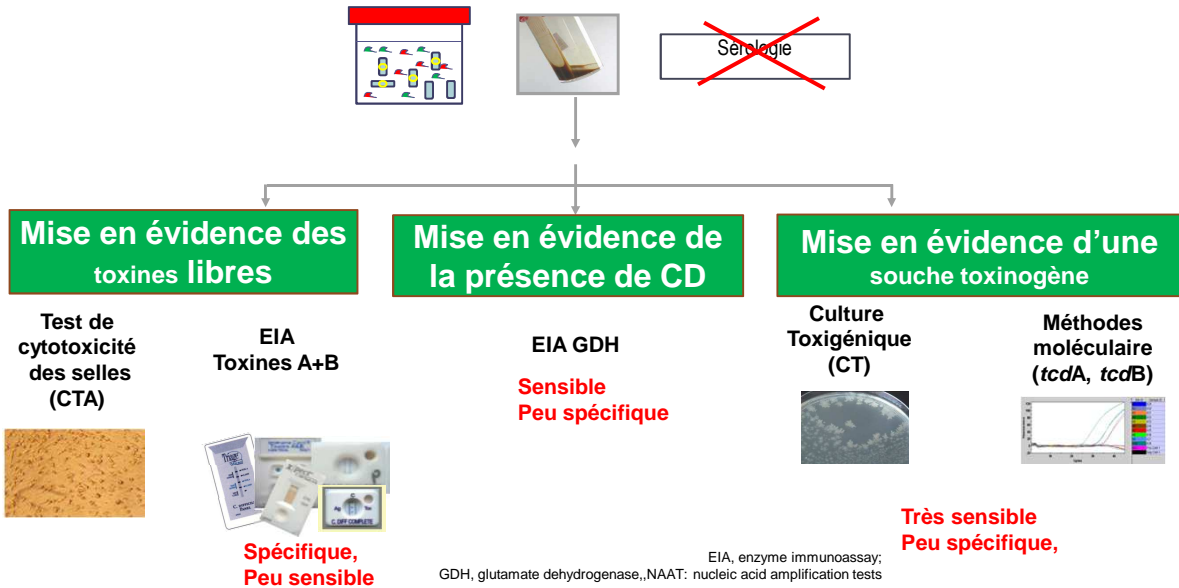 Sérologie
Mise en évidence des
toxines libres
Mise en évidence de
la présence de CD
Mise en évidence d’une
souche toxinogène
Test de
cytotoxicité
des selles
(CTA)
EIA
Toxines A+B
EIA GDH
Sensible
Peu spécifique
Culture
Toxigénique
(CT)
Méthodes
moléculaire
(tcdA, tcdB)
Triage
C. DIFF COMPLETE
Spécifique,
Peu sensible
Très sensible
Peu spécifique,
EIA, enzyme immunoassay;
GDH, glutamate dehydrogenase,,NAAT: nucleic acid amplification tests